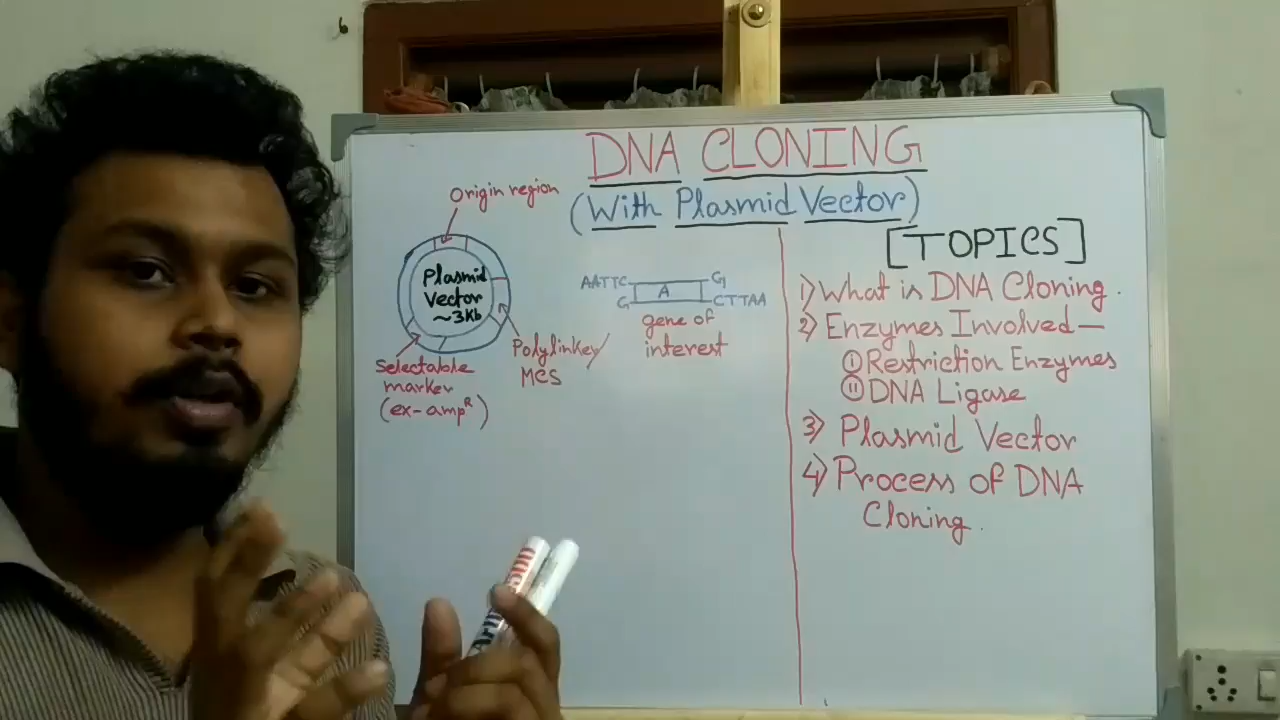 DNA CLONING
(With Plasmid Vector)
Origin region
Plasmid
Vector
~3Kb
Selectable
marker
(ex-amp^R)
Polylinker/
MCS
AATTC
G
A
G
CTTAA
gene of
interest
[TOPICS]
1) What is DNA Cloning.
2) Enzymes Involved—
(i) Restriction Enzymes
(ii) DNA Ligase
3) Plasmid Vector
4) Process of DNA
Cloning.